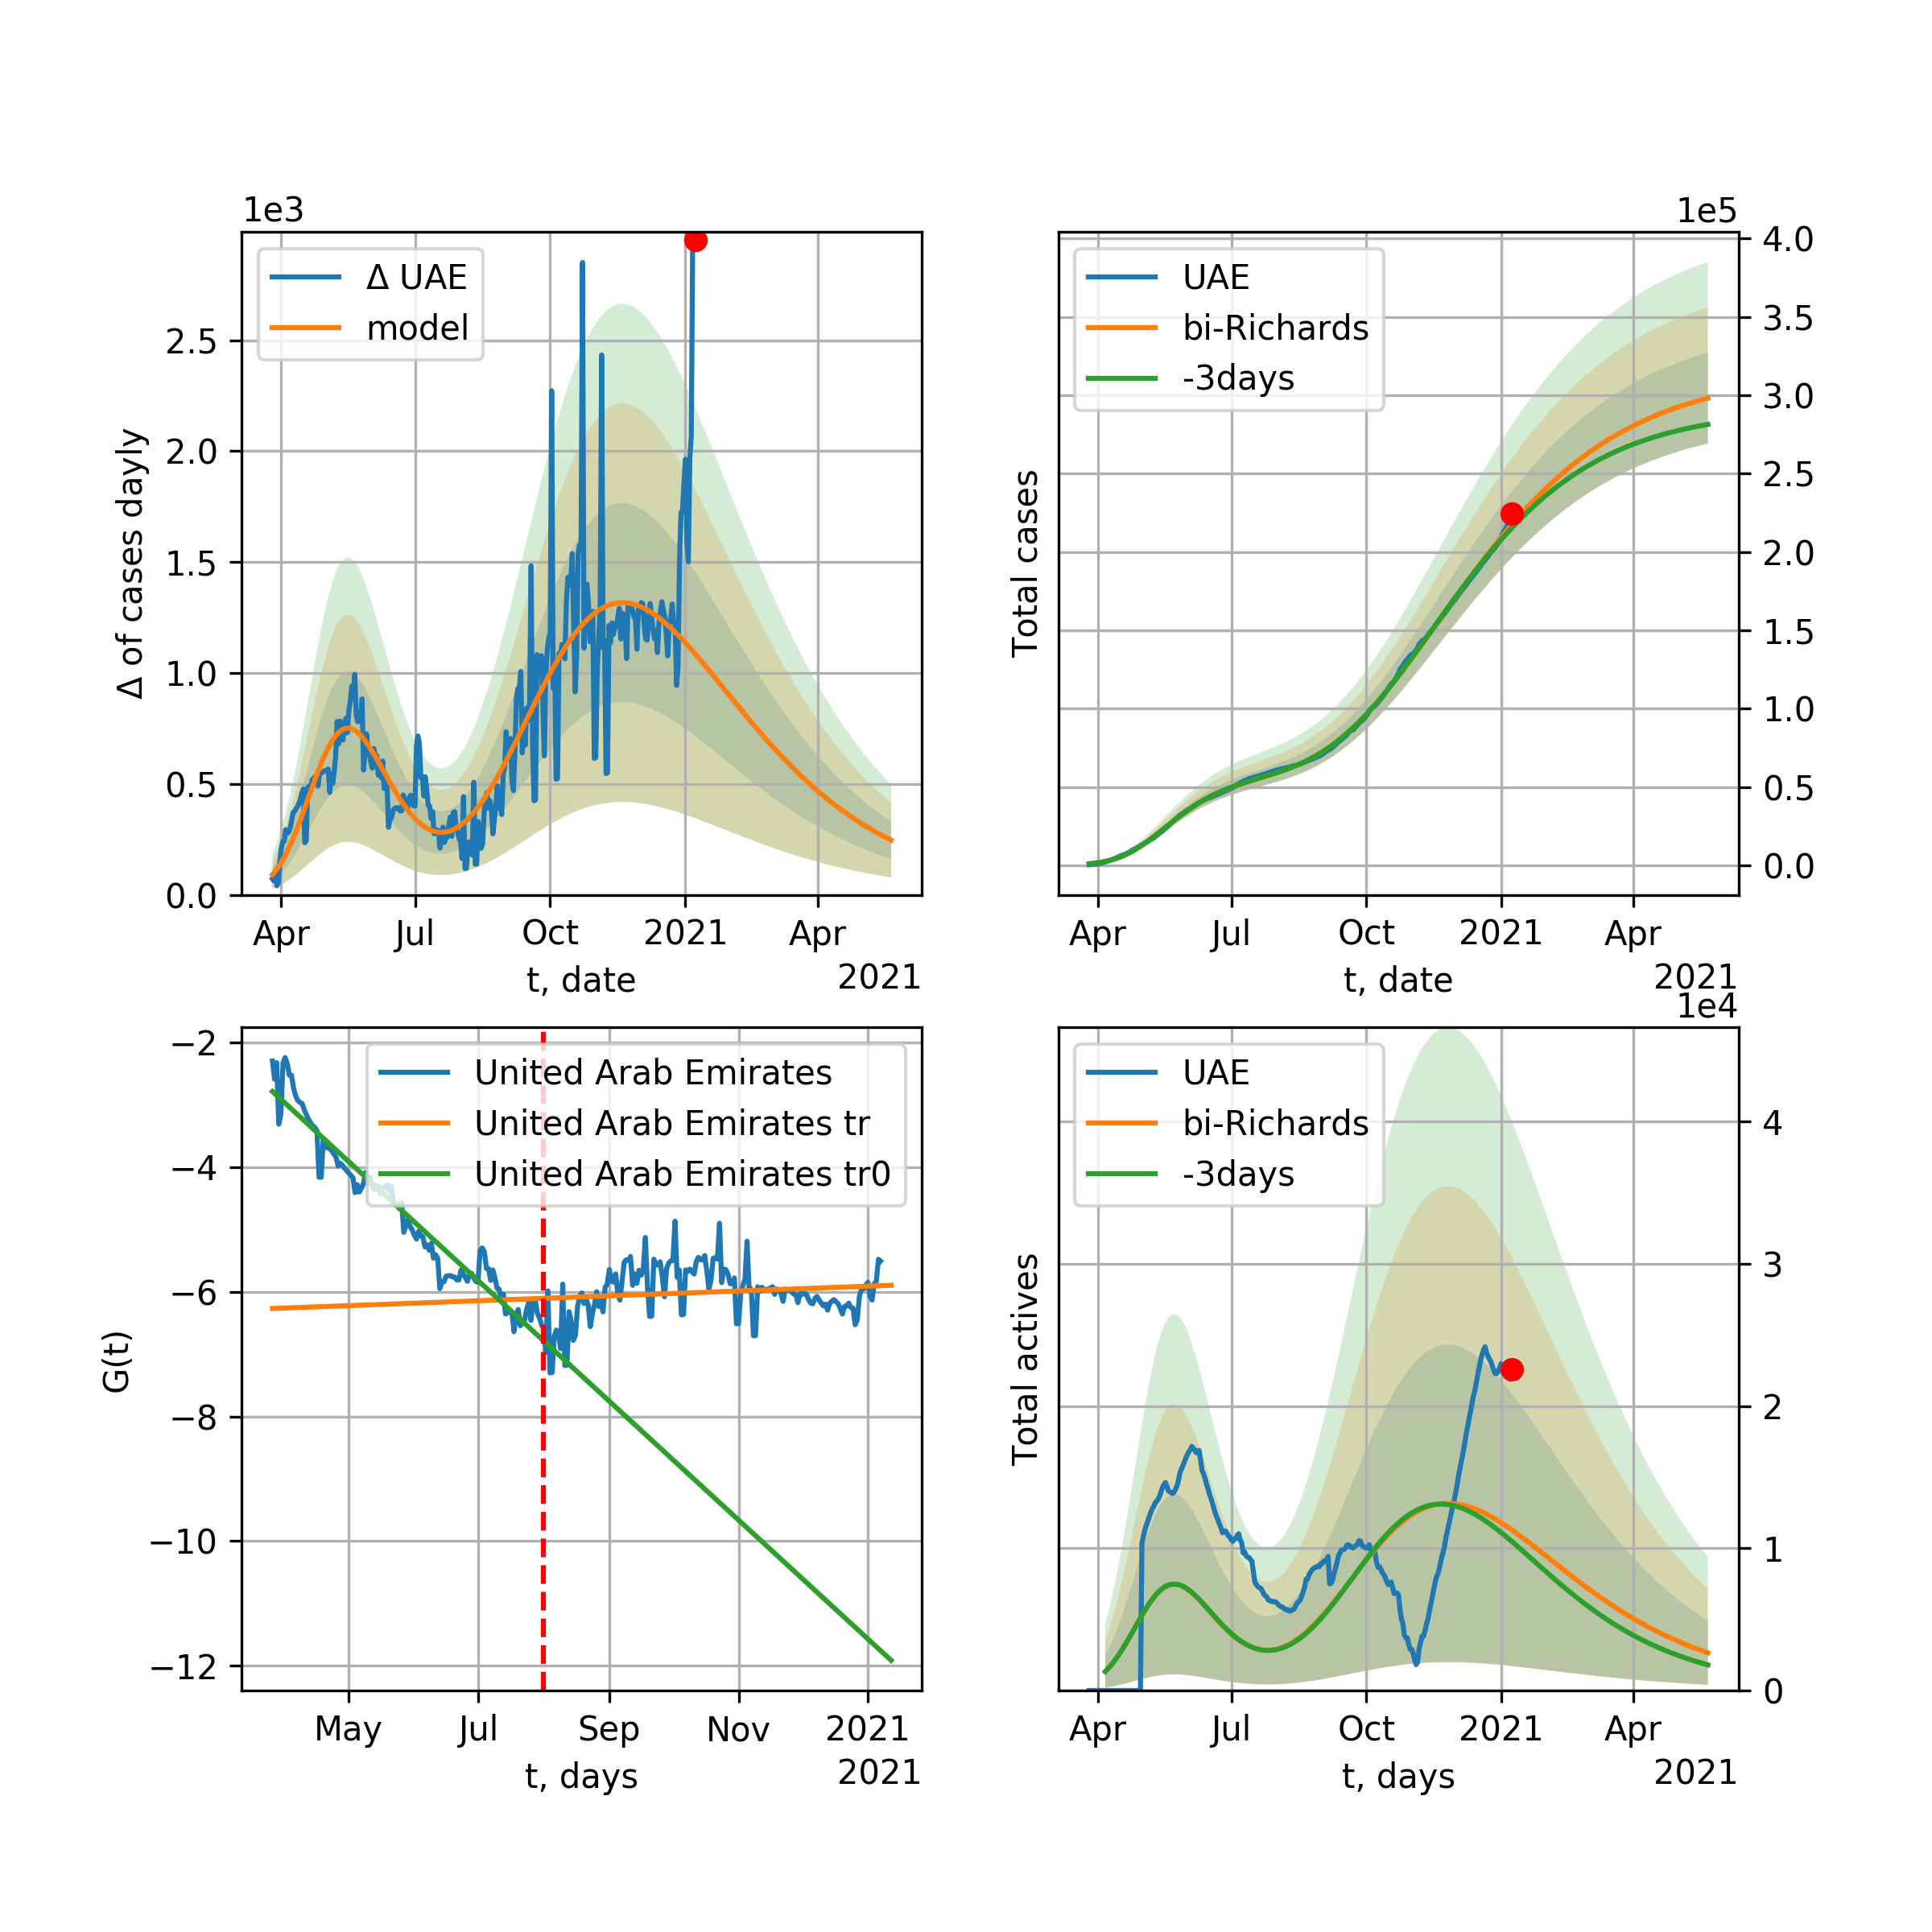 1e3
Δ UAE
model
2.5
2.0
1.5
1.0
0.5
0.0
Δ of cases dayly
Apr Jul Oct 2021 Apr
t, date
2021
1e5
UAE
bi-Richards
-3days
4.0
3.5
3.0
2.5
2.0
1.5
1.0
0.5
0.0
Total cases
Apr Jul Oct 2021 Apr
t, date
2021
United Arab Emirates
United Arab Emirates tr
United Arab Emirates tr0
−2
−4
−6
−8
−10
−12
G(t)
May Jul Sep Nov 2021
t, days
2021
1e4
UAE
bi-Richards
-3days
4
3
2
1
0
Total actives
Apr Jul Oct 2021 Apr
t, days
2021